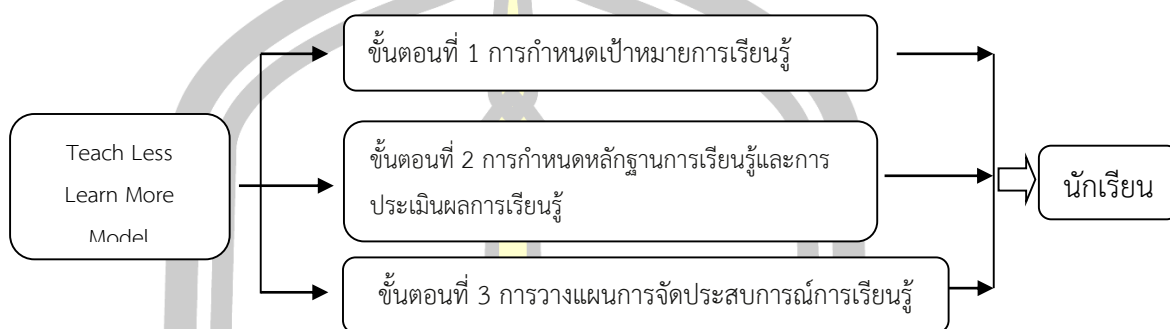 ขั้นตอนที่ 1 การกำหนดเป้าหมายการเรียนรู้
Teach Less
Learn More
Model
ขั้นตอนที่ 2 การกำหนดหลักฐานการเรียนรู้และการ
ประเมินผลการเรียนรู้
ขั้นตอนที่ 3 การวางแผนการจัดประสบการณ์การเรียนรู้
นักเรียน